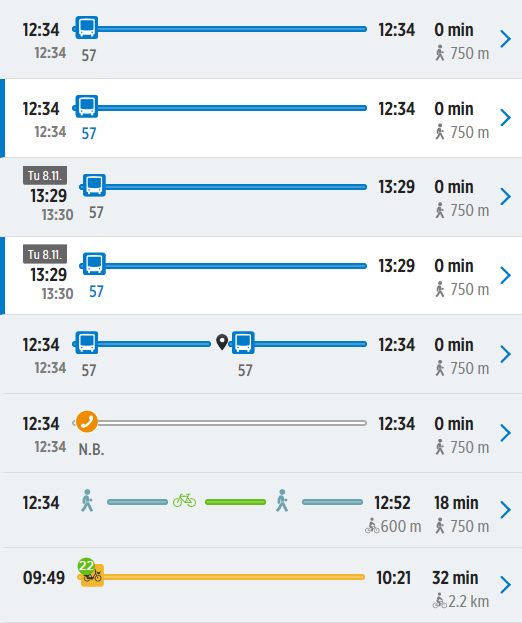 12:34 12:34 0 min
12:34 57 750 m
12:34 12:34 0 min
12:34 57 750 m
Tu 8.11.
13:29 13:29 0 min
13:30 57 750 m
Tu 8.11.
13:29 13:29 0 min
13:30 57 750 m
12:34 12:34 0 min
12:34 57 57 750 m
12:34 12:34 0 min
12:34 N.B. 750 m
12:34 12:52 18 min
600 m 750 m
22
09:49 10:21 32 min
2.2 km